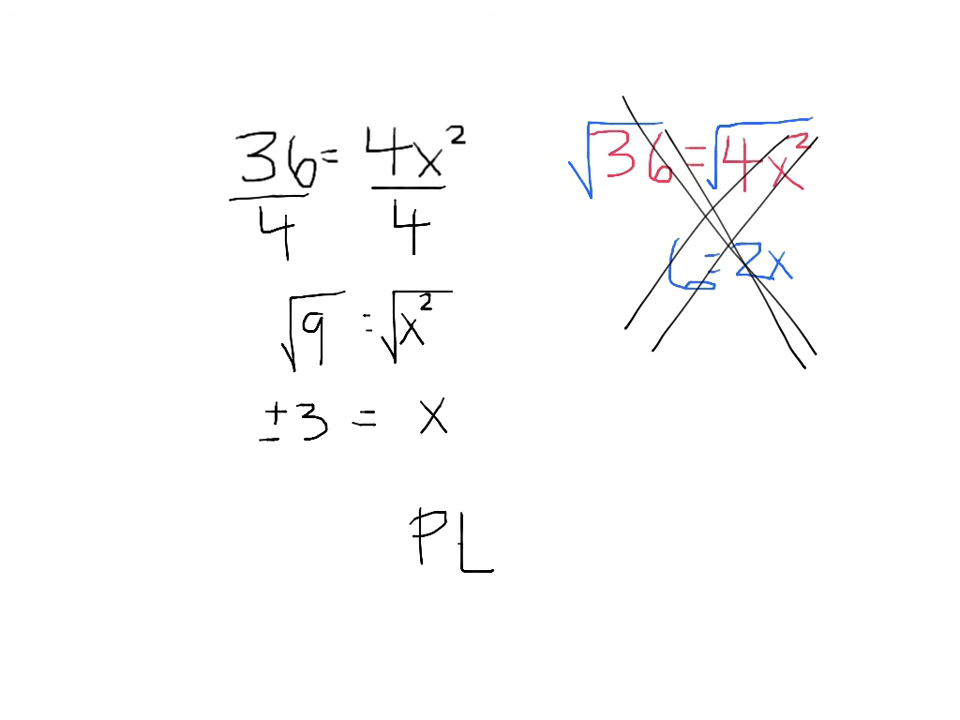 36 = 4x²
4 4
√9 = √x²
±3 = x
PL
√36 = √4x²
6 = 2x